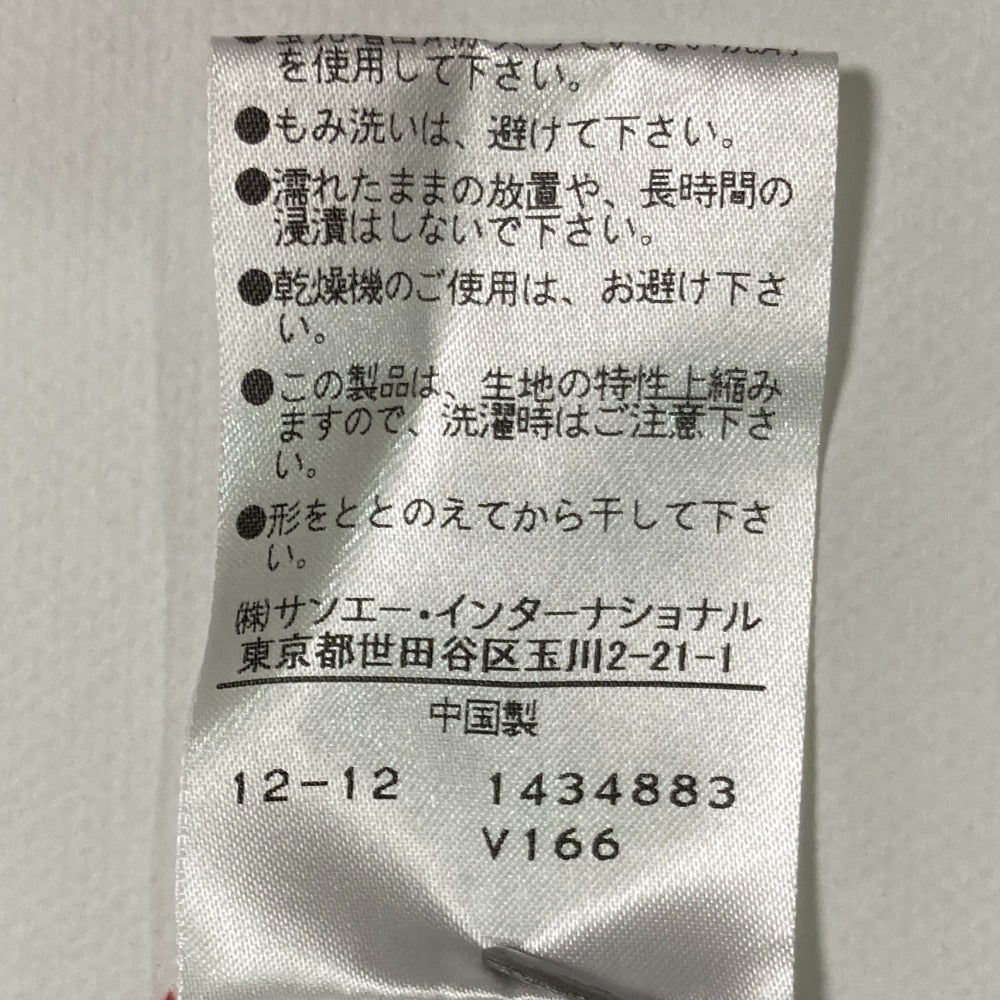 を使用して下さい。
●もみ洗いは、避けて下さい。
●濡れたままの放置や、長時間の
浸漬はしないで下さい。
●乾燥機のご使用は、お避け下さ
い。
●この製品は、生地の特性上縮み
ますので、洗濯時はご注意下さ
い。
●形をととのえてから干して下さ
い。
㈱サンエー・インターナショナル
東京都世田谷区玉川2-21-1
中国製
12-12 1434883
V166